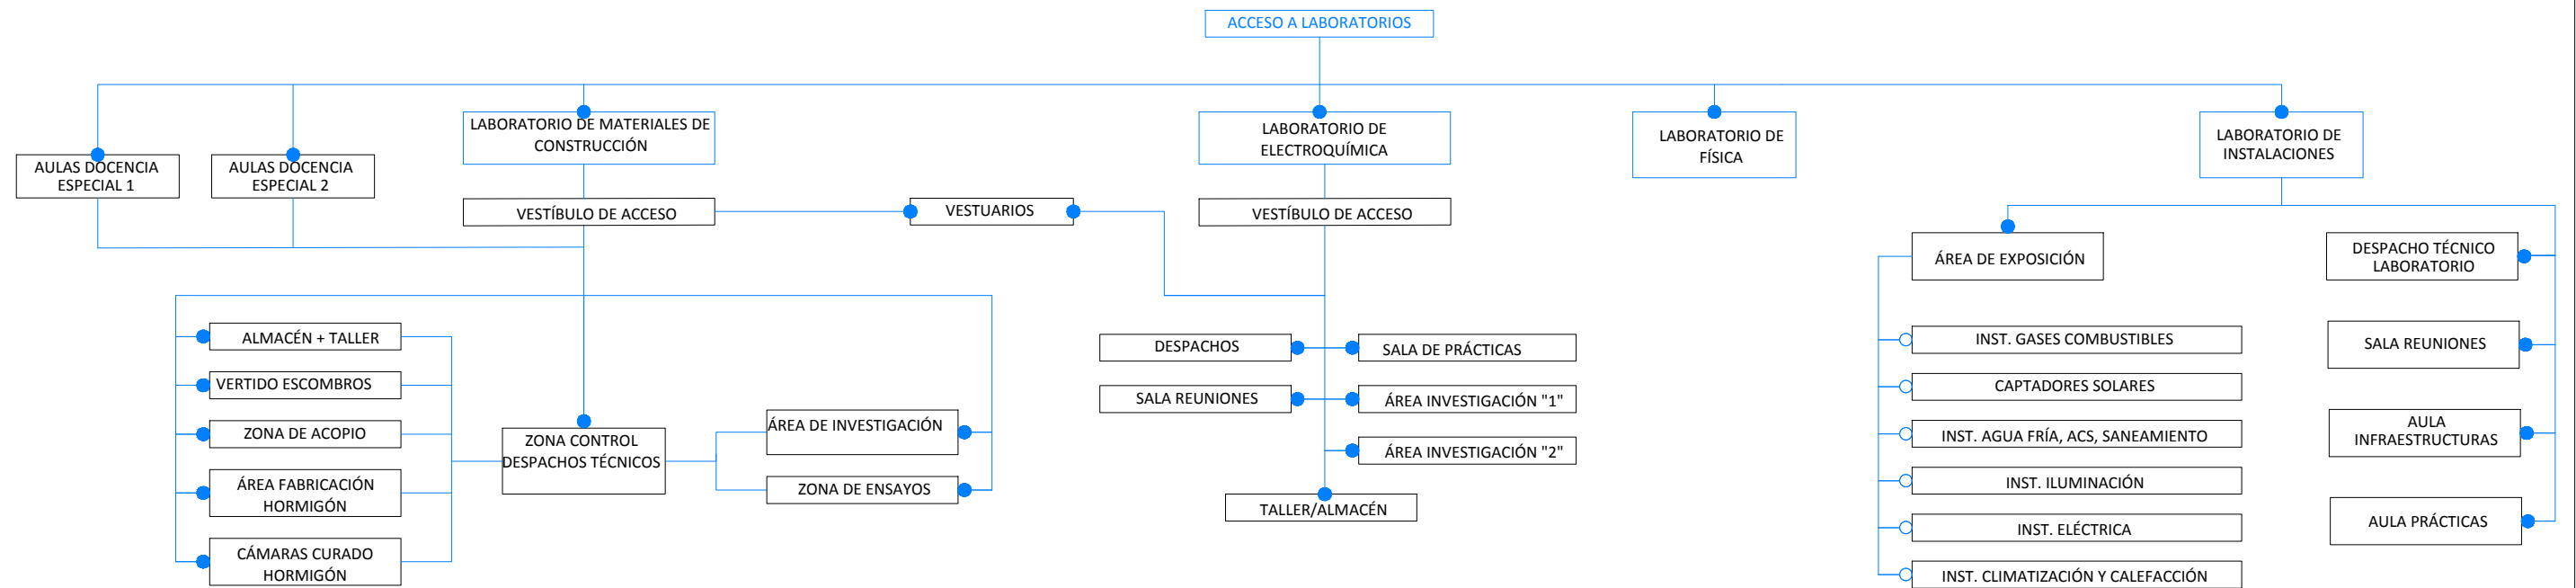 ACCESO A LABORATORIOS
AULAS DOCENCIA
ESPECIAL 1
AULAS DOCENCIA
ESPECIAL 2
LABORATORIO DE MATERIALES DE
CONSTRUCCIÓN
LABORATORIO DE
ELECTROQUÍMICA
LABORATORIO DE
FÍSICA
LABORATORIO DE
INSTALACIONES
VESTÍBULO DE ACCESO
VESTUARIOS
VESTÍBULO DE ACCESO
ALMACÉN + TALLER
VERTIDO ESCOMBROS
ZONA DE ACOPIO
ÁREA FABRICACIÓN
HORMIGÓN
CÁMARAS CURADO
HORMIGÓN
ZONA CONTROL
DESPACHOS TÉCNICOS
ÁREA DE INVESTIGACIÓN
ZONA DE ENSAYOS
DESPACHOS
SALA REUNIONES
SALA DE PRÁCTICAS
ÁREA INVESTIGACIÓN "1"
ÁREA INVESTIGACIÓN "2"
TALLER/ALMACÉN
ÁREA DE EXPOSICIÓN
INST. GASES COMBUSTIBLES
CAPTADORES SOLARES
INST. AGUA FRÍA, ACS, SANEAMIENTO
INST. ILUMINACIÓN
INST. ELÉCTRICA
INST. CLIMATIZACIÓN Y CALEFACCIÓN
DESPACHO TÉCNICO
LABORATORIO
SALA REUNIONES
AULA
INFRAESTRUCTURAS
AULA PRÁCTICAS